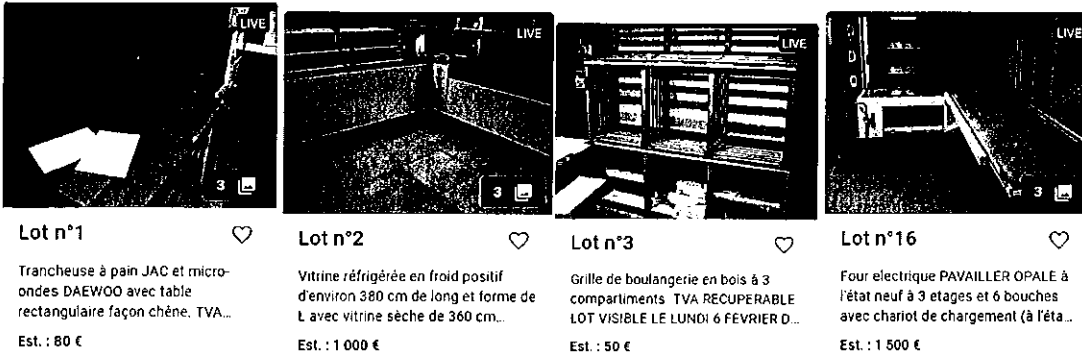 LIVE
3
Lot n°1
Trancheuse à pain JAC et micro-
ondes DAEWOO avec table
rectangulaire façon chêne. TVA...
Est. : 80 €
LIVE
3
Lot n°2
Vitrine réfrigérée en froid positif
d'environ 380 cm de long et forme de
L avec vitrine sèche de 360 cm...
Est. : 1 000 €
LIVE
Lot n°3
Grille de boulangerie en bois à 3
compartiments TVA RECUPERABLE
LOT VISIBLE LE LUNDI 6 FEVRIER D...
Est. : 50 €
LIVE
3
Lot n°16
Four electrique PAVAILLER OPALE à
l'état neuf à 3 etages et 6 bouches
avec chariot de chargement (à l'éta...
Est. : 1 500 €